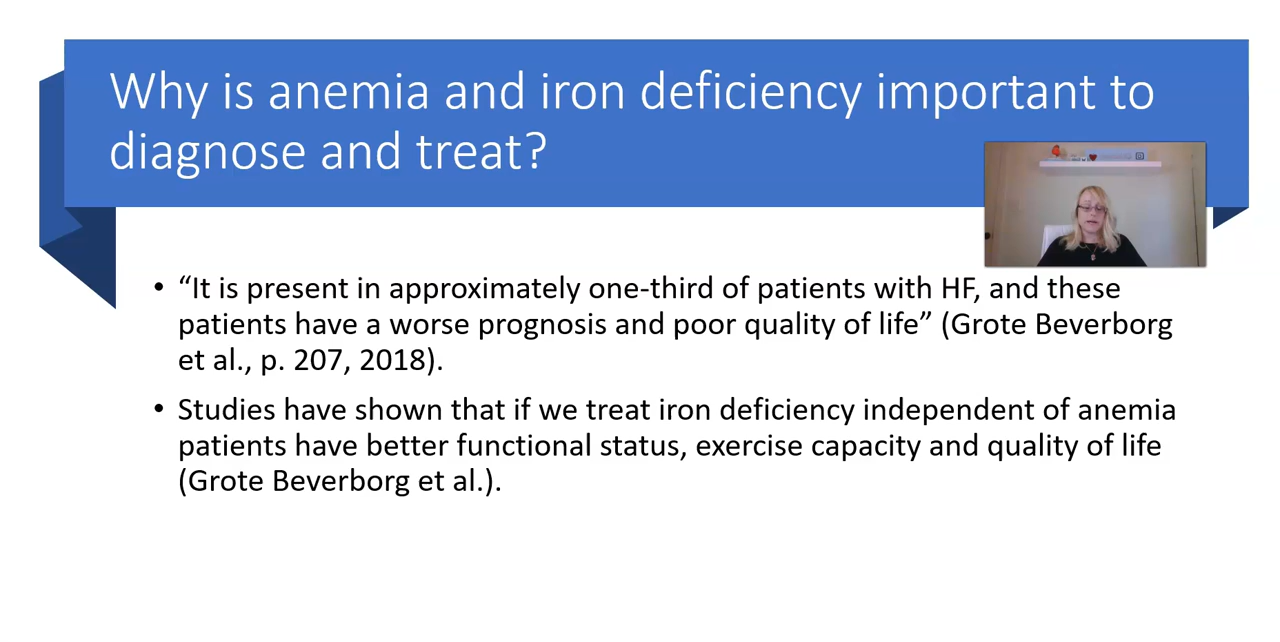 Why is anemia and iron deficiency important to
diagnose and treat?
• “It is present in approximately one-third of patients with HF, and these
patients have a worse prognosis and poor quality of life” (Grote Beverborg
et al., p. 207, 2018).
• Studies have shown that if we treat iron deficiency independent of anemia
patients have better functional status, exercise capacity and quality of life
(Grote Beverborg et al.).